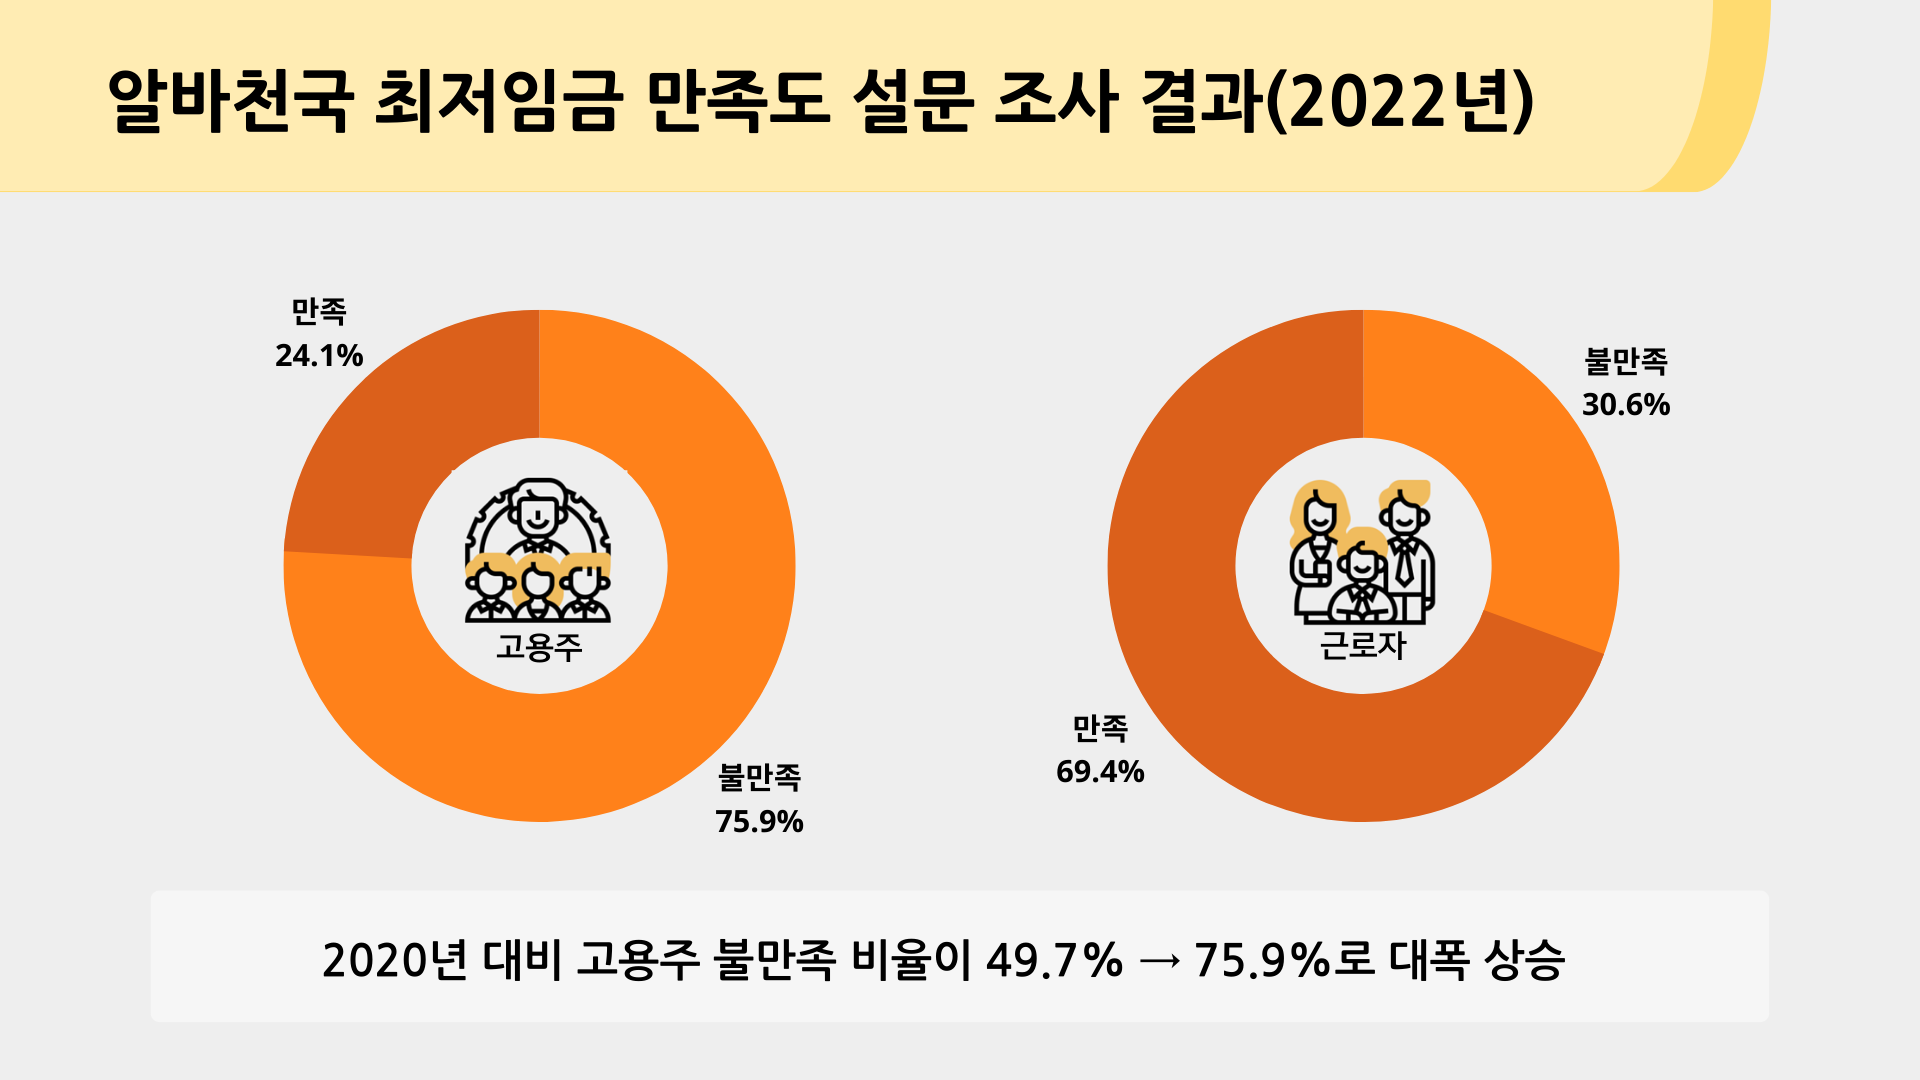 알바천국 최저임금 만족도 설문 조사 결과(2022년)
만족
24.1%
고용주
불만족
75.9%
불만족
30.6%
근로자
만족
69.4%
2020년 대비 고용주 불만족 비율이 49.7% → 75.9%로 대폭 상승